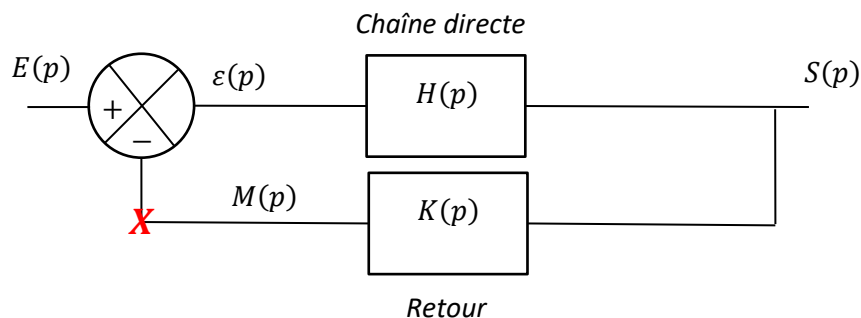 Chaîne directe
E(p)
ε(p)
H(p)
S(p)
+
−
X
M(p)
K(p)
Retour